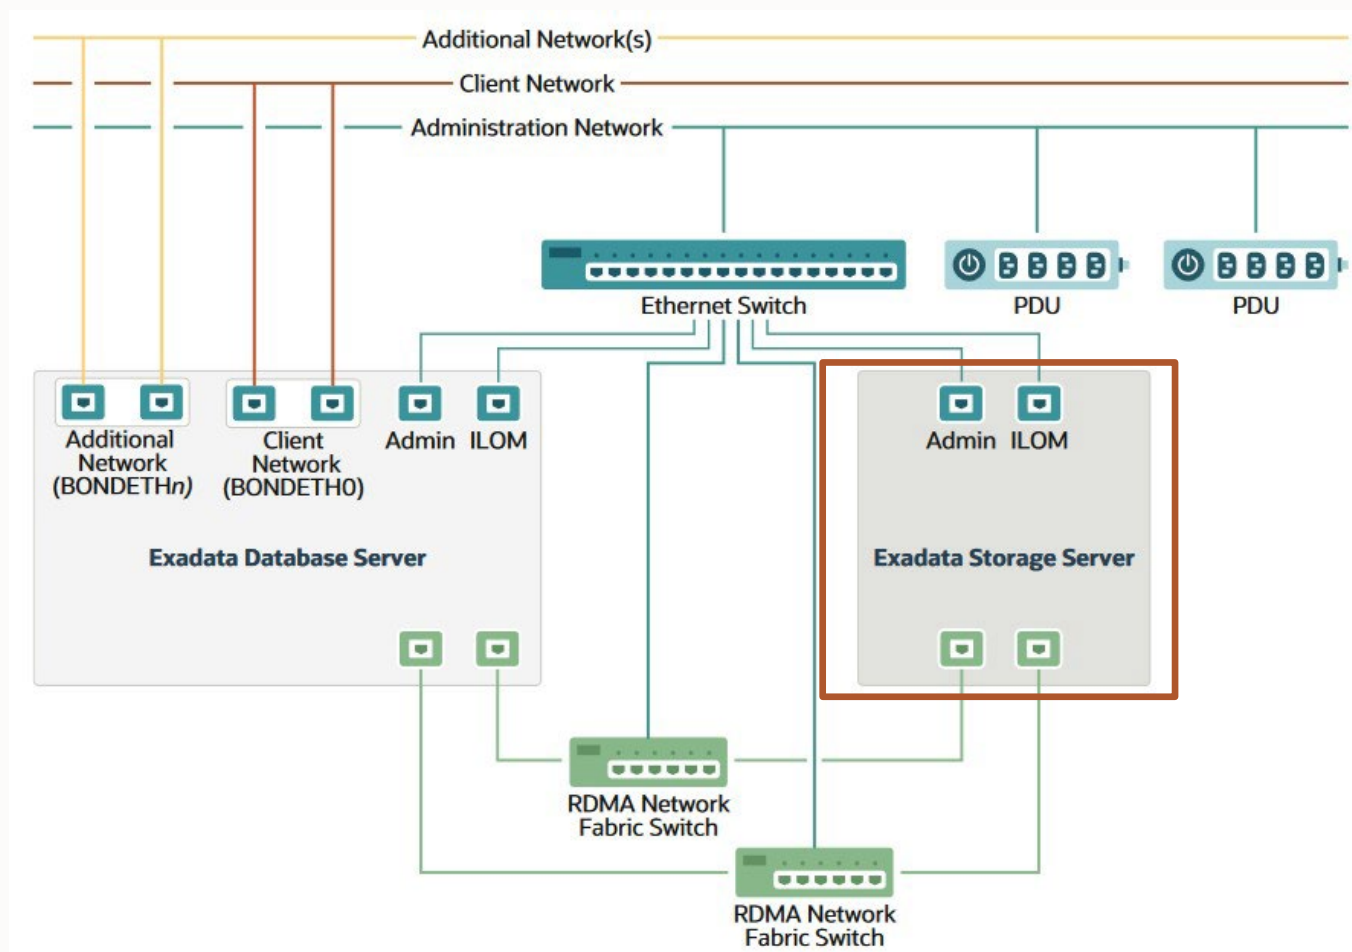 Additional Network(s)
Client Network
Administration Network
Ethernet Switch
PDU
PDU
Additional
Network
(BONDETHn)
Client
Network
(BONDETH0)
Admin
ILOM
Exadata Database Server
Admin
ILOM
Exadata Storage Server
RDMA Network
Fabric Switch
RDMA Network
Fabric Switch